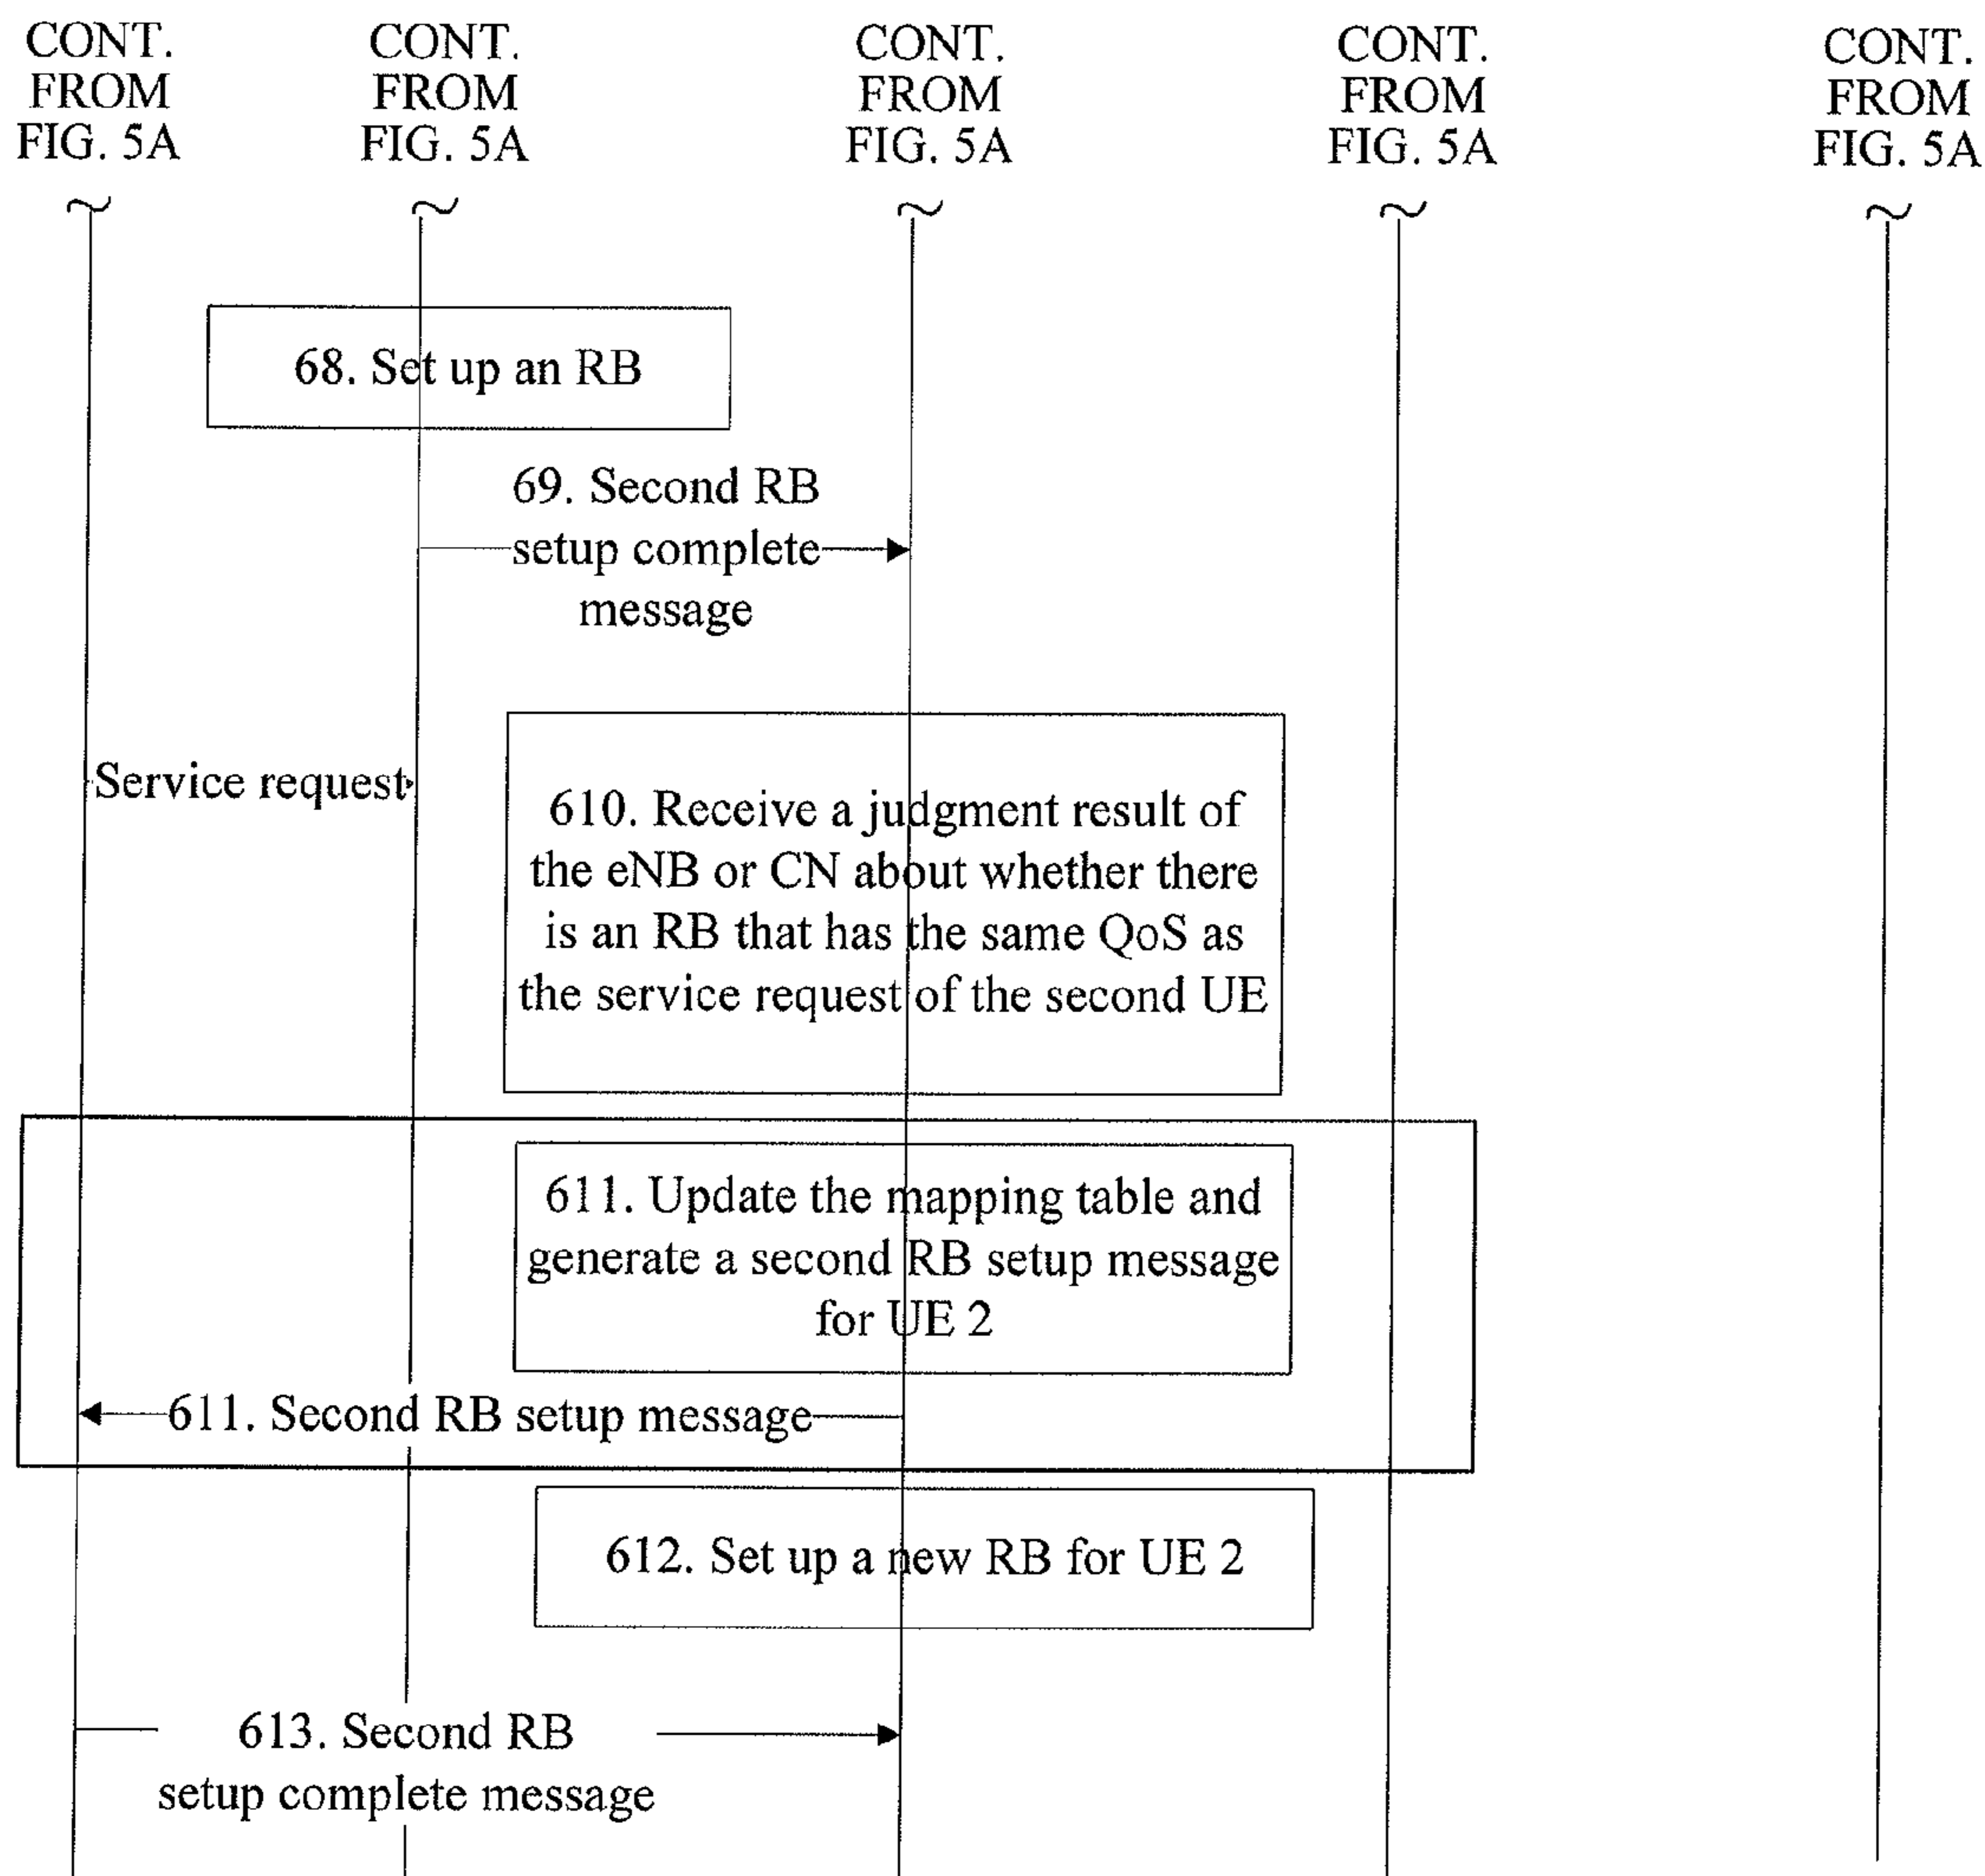 CONT.
FROM
FIG. 5A
CONT.
FROM
FIG. 5A
CONT.
FROM
FIG. 5A
CONT.
FROM
FIG. 5A
CONT.
FROM
FIG. 5A
68. Set up an RB
69. Second RB
setup complete
message
Service request
610. Receive a judgment result of
the eNB or CN about whether there
is an RB that has the same QoS as
the service request of the second UE
611. Update the mapping table and
generate a second RB setup message
for UE 2
611. Second RB setup message
612. Set up a new RB for UE 2
613. Second RB
setup complete message